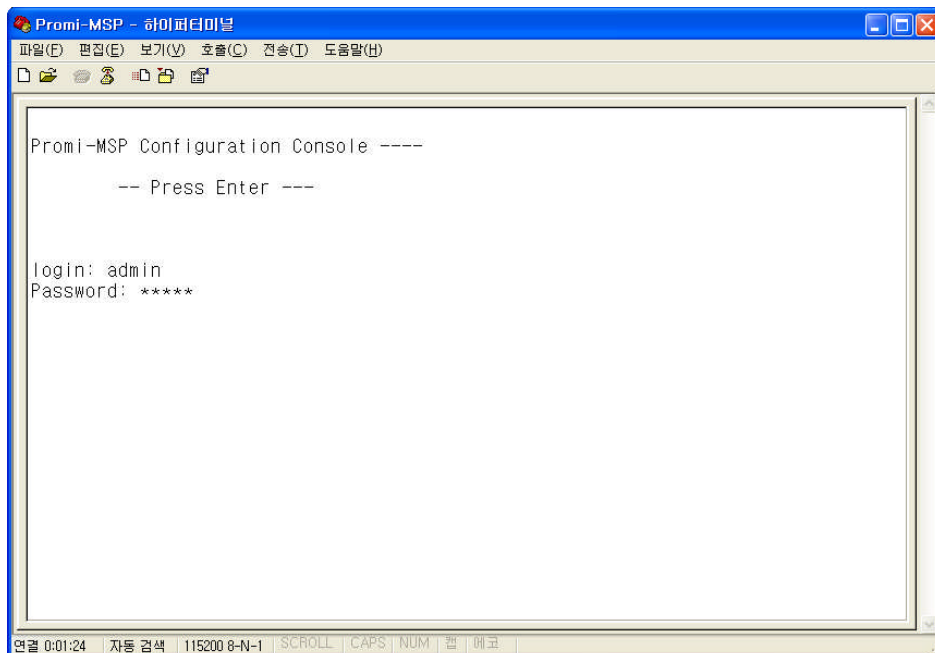 Promi-MSP - 하이퍼터미널
파일(F) 편집(E) 보기(V) 호출(C) 전송(T) 도움말(H)
Promi-MSP Configuration Console ----
-- Press Enter ---
login: admin
Password: *****
연결 0:01:24 자동 검색 115200 8-N-1 SCROLL CAPS NUM 캡 에코